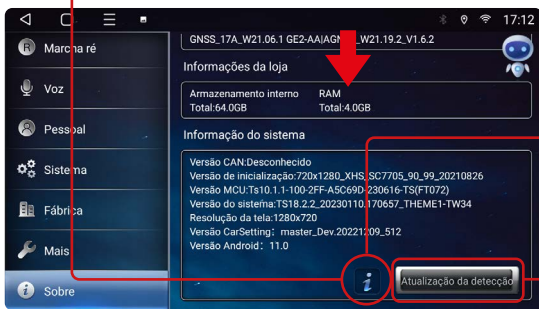 17:12
GNSS_17A_W21.06.1 GE2-AA|AGN W21.19.2_V1.6.2
Marcha ré
Informações da loja
Voz
Armazenamento interno RAM
Total:64.0GB Total:4.0GB
Pessoal
Informação do sistema
Sistema
Versão CAN:Desconhecido
Versão de inicialização:720x1280_XHS_SC7705_90_99_20210826
Versão MCU:Ts10.1.1-100-2FF-A5C69D-230616-TS(FT072)
Versão do sistema:TS18.2.2_20230110.170657_THEME1-TW34
Fábrica
Resolução da tela:1280x720
Versão CarSetting: master_Dev.20221209_512
Versão Android: 11.0
Mais
Sobre
Atualização da detecção